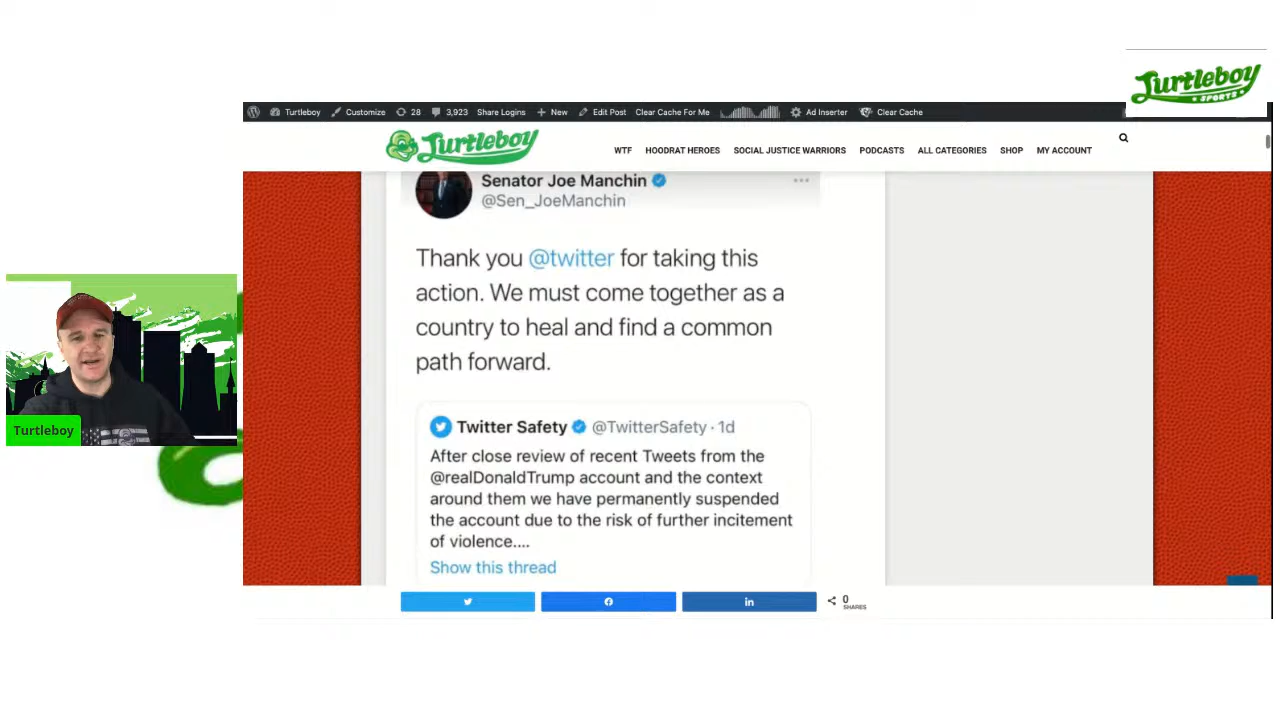 Turtleboy
SPORTS
Turtleboy Customize 28 3,923 Share Logins New Edit Post Clear Cache For Me Ad Inserter Clear Cache
Turtleboy
WTF HOODRAT HEROES SOCIAL JUSTICE WARRIORS PODCASTS ALL CATEGORIES SHOP MY ACCOUNT
Senator Joe Manchin
@Sen_JoeManchin
Thank you @twitter for taking this
action. We must come together as a
country to heal and find a common
path forward.
Twitter Safety @TwitterSafety · 1d
After close review of recent Tweets from the
@realDonaldTrump account and the context
around them we have permanently suspended
the account due to the risk of further incitement
of violence....
Show this thread
0
SHARES
Turtleboy